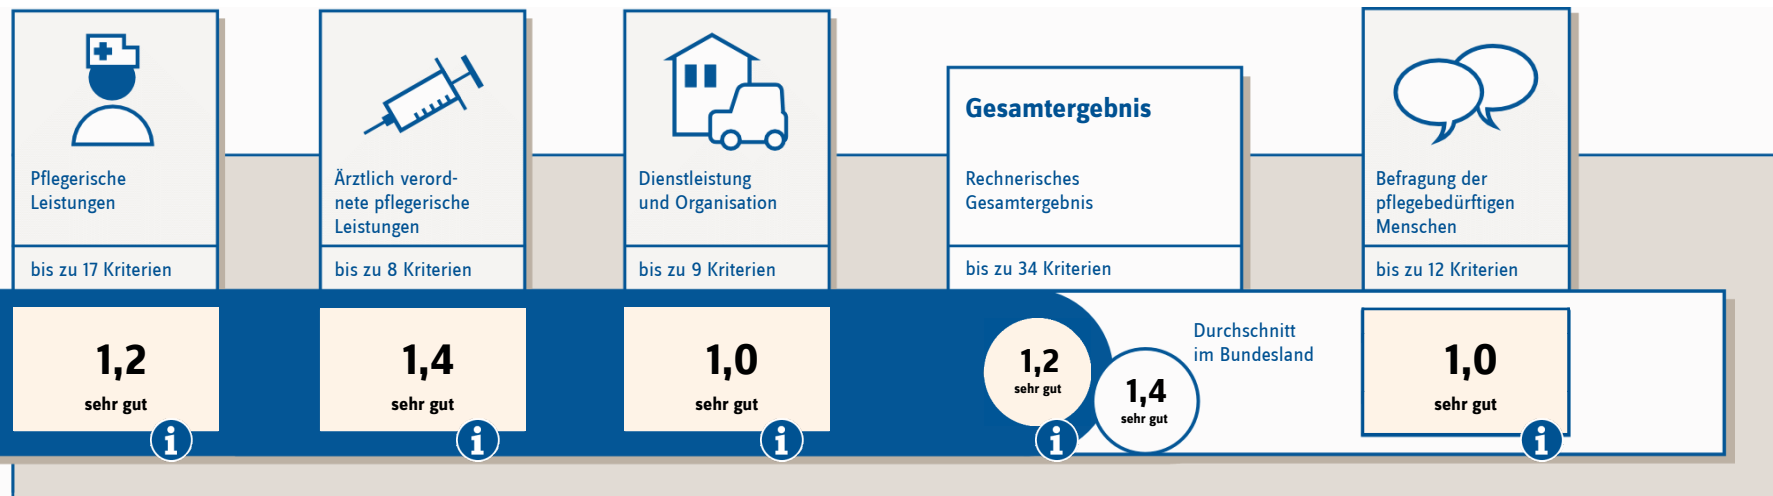 Pflegerische
Leistungen
bis zu 17 Kriterien
1,2
sehr gut
i
Ärztlich verord-
nete pflegerische
Leistungen
bis zu 8 Kriterien
1,4
sehr gut
i
Dienstleistung
und Organisation
bis zu 9 Kriterien
1,0
sehr gut
i
Gesamtergebnis
Rechnerisches
Gesamtergebnis
bis zu 34 Kriterien
1,2
sehr gut
i
Durchschnitt
im Bundesland
1,4
sehr gut
Befragung der
pflegebedürftigen
Menschen
bis zu 12 Kriterien
1,0
sehr gut
i